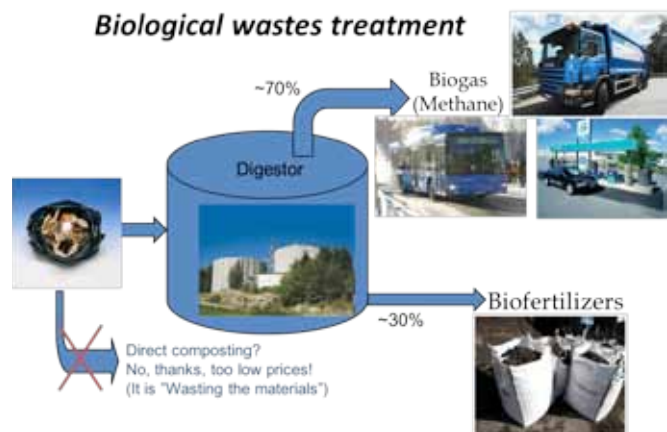 Biological wastes treatment
~70%
Biogas
(Methane)
Digestor
~30%
Biofertilizers
Direct composting?
No, thanks, too low prices!
(It is "Wasting the materials")